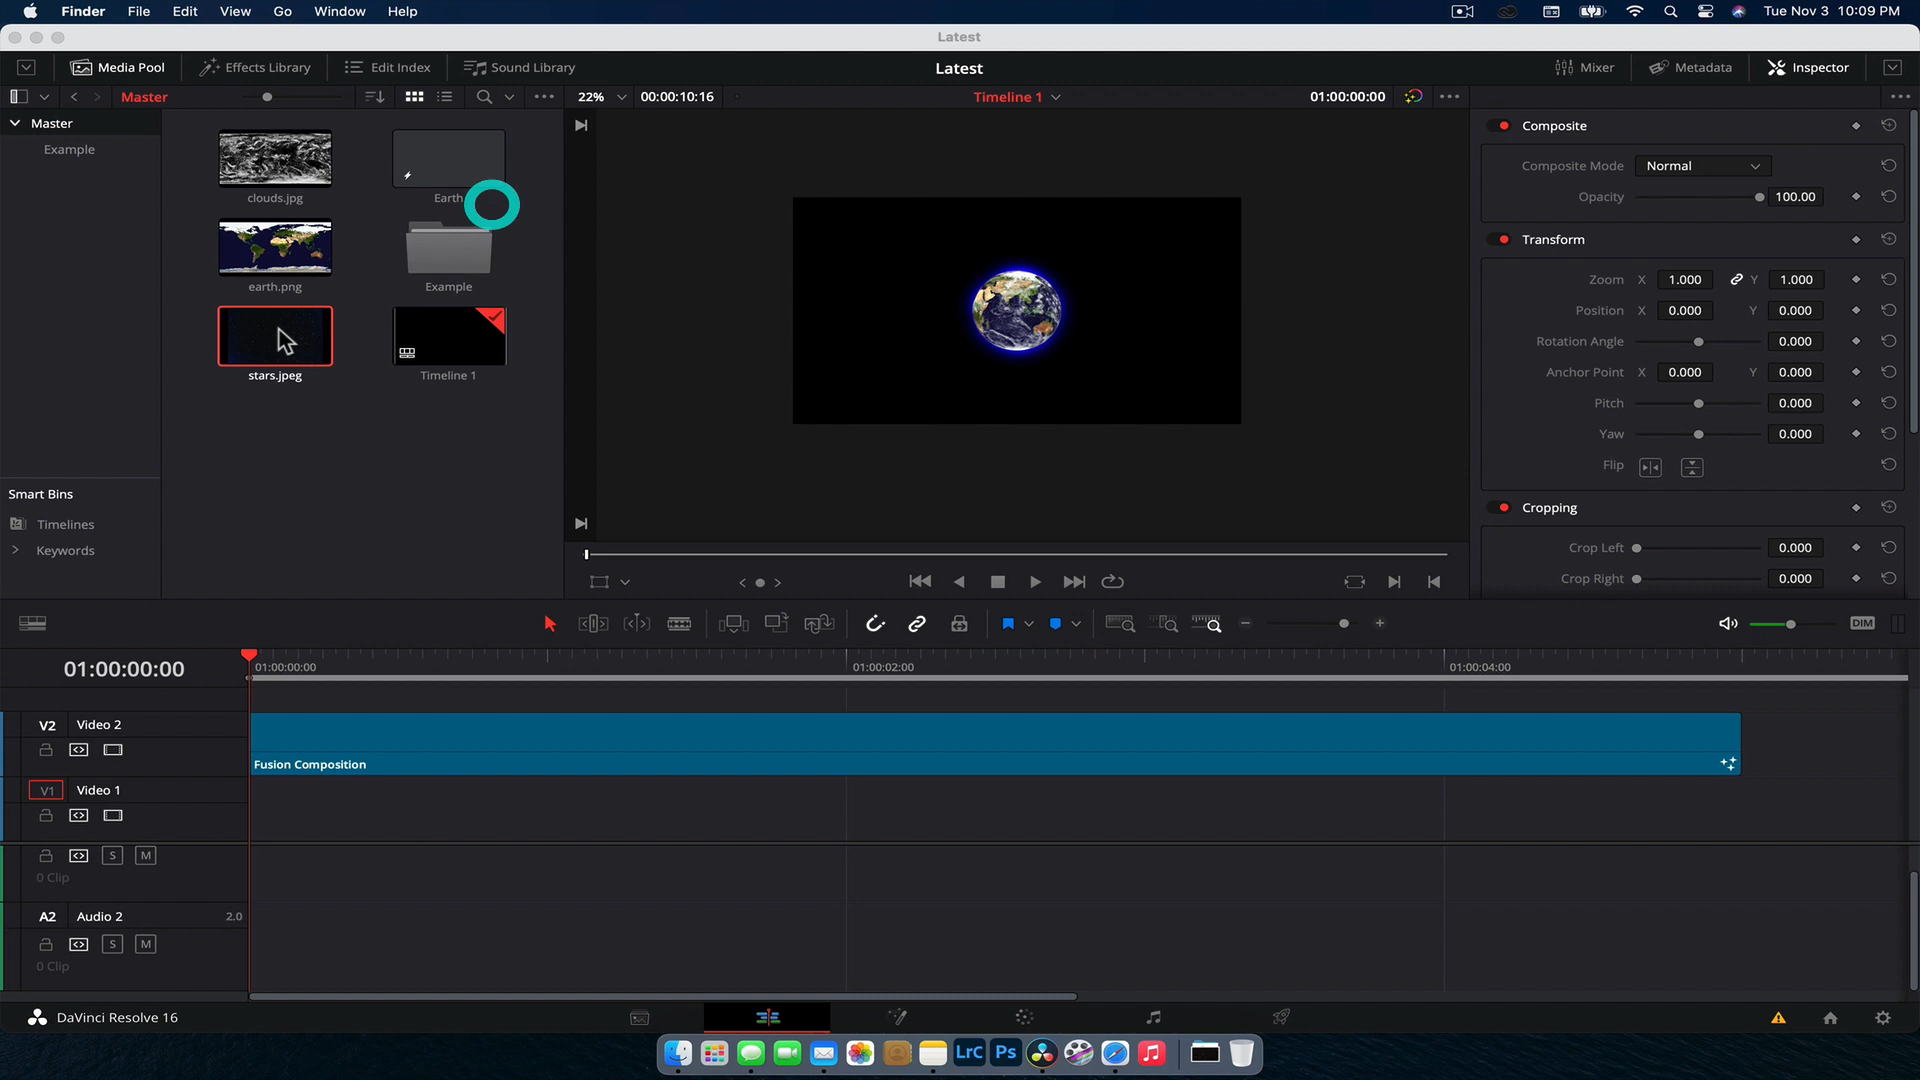 Finder File Edit View Go Window Help Tue Nov 3 10:09 PM
Latest
Media Pool Effects Library Edit Index Sound Library Latest Mixer Metadata Inspector
Master 22% 00:00:10:16 Timeline 1 01:00:00:00
Master
Example
clouds.jpg
Earth
earth.png
Example
stars.jpeg
Timeline 1
Smart Bins
Timelines
Keywords
Composite
Composite Mode Normal
Opacity 100.00
Transform
Zoom X 1.000 Y 1.000
Position X 0.000 Y 0.000
Rotation Angle 0.000
Anchor Point X 0.000 Y 0.000
Pitch 0.000
Yaw 0.000
Flip
Cropping
Crop Left 0.000
Crop Right 0.000
DIM
01:00:00:00 01:00:00:00 01:00:02:00 01:00:04:00
V2 Video 2
Fusion Composition
V1 Video 1
S M
0 Clip
A2 Audio 2 2.0
S M
0 Clip
DaVinci Resolve 16
LrC Ps